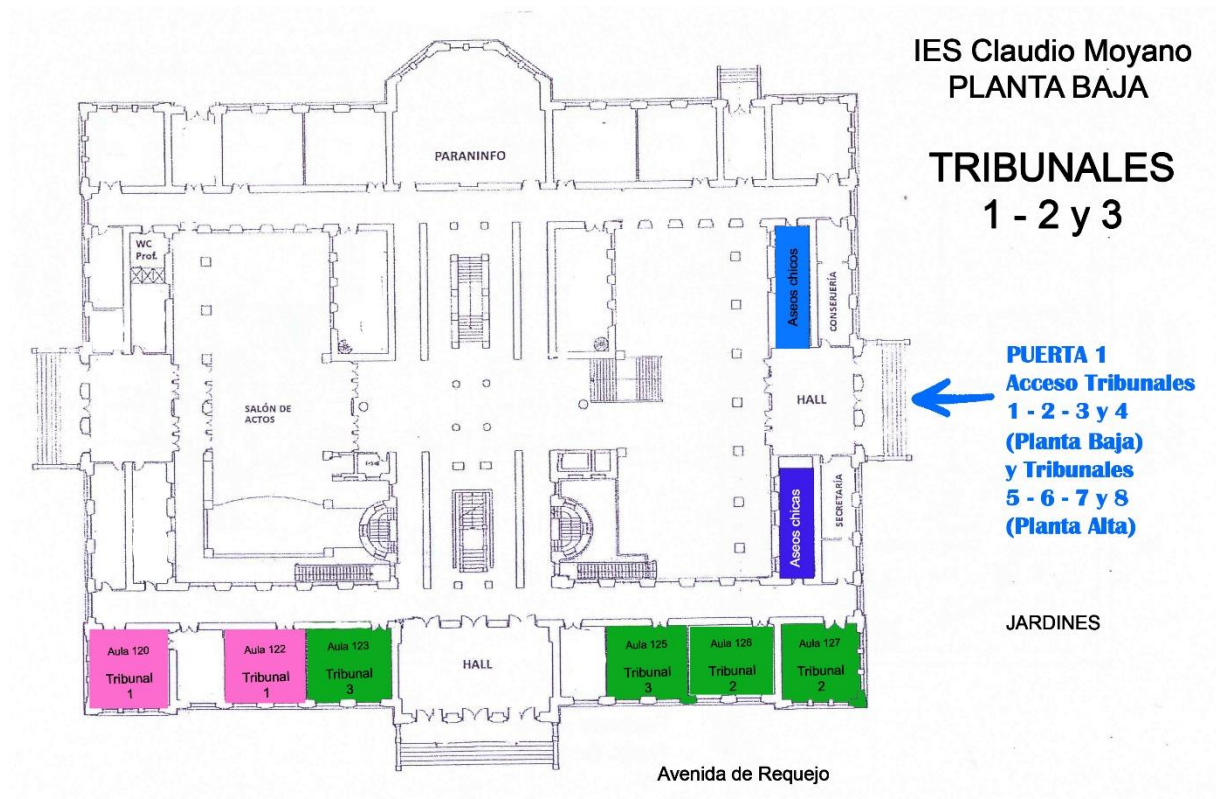 IES Claudio Moyano
PLANTA BAJA
TRIBUNALES
1 - 2 y 3
PARANINFO
WC
Prof.
Aseos chicos
CONSERJERÍA
PUERTA 1
Acceso Tribunales
1 - 2 - 3 y 4
(Planta Baja)
y Tribunales
5 - 6 - 7 y 8
(Planta Alta)
SALÓN DE
ACTOS
HALL
Aseos chicas
SECRETARÍA
JARDINES
Aula 120
Tribunal
1
Aula 122
Tribunal
1
Aula 123
Tribunal
3
HALL
Aula 125
Tribunal
3
Aula 126
Tribunal
2
Aula 127
Tribunal
2
Avenida de Requejo